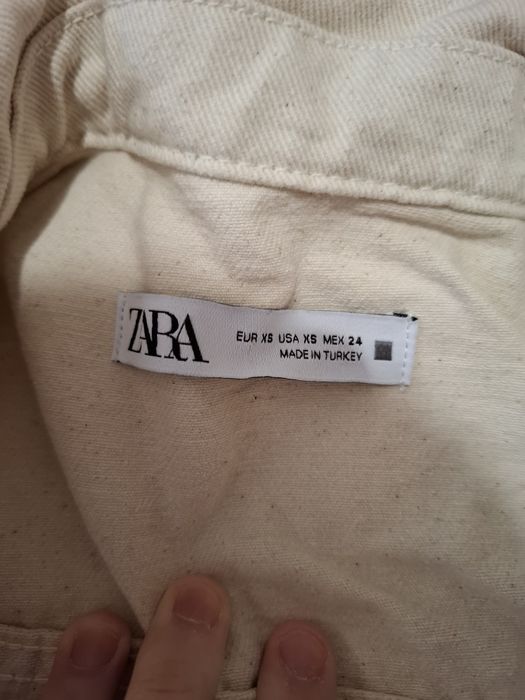 ZARA
EUR XS USA XS MEX 24
MADE IN TURKEY